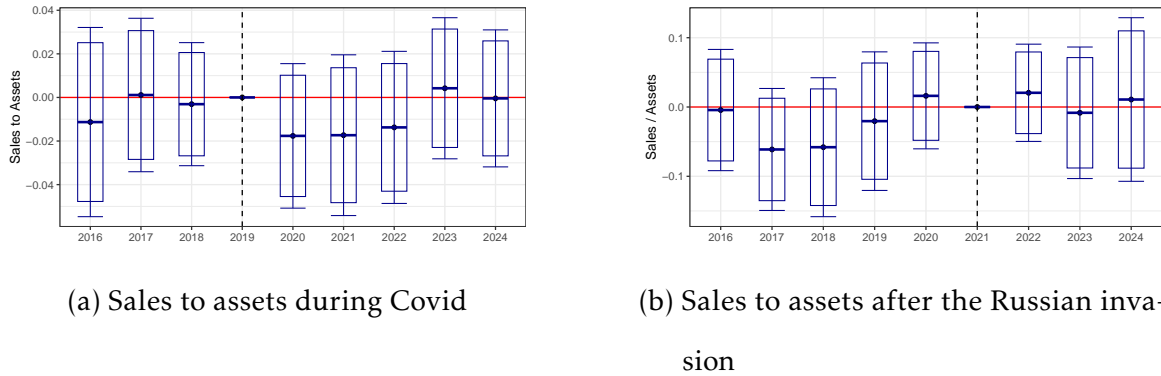 0.04
0.02
0.00
−0.02
−0.04
Sales to Assets
2016 2017 2018 2019 2020 2021 2022 2023 2024
(a) Sales to assets during Covid
0.1
0.0
−0.1
Sales / Assets
2016 2017 2018 2019 2020 2021 2022 2023 2024
(b) Sales to assets after the Russian inva-
sion